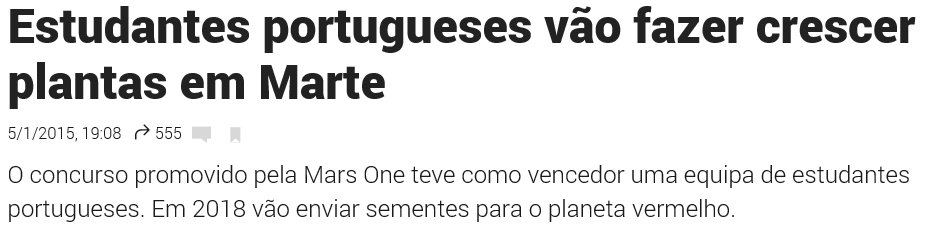 Estudantes portugueses vão fazer crescer
plantas em Marte
5/1/2015, 19:08 555
O concurso promovido pela Mars One teve como vencedor uma equipa de estudantes
portugueses. Em 2018 vão enviar sementes para o planeta vermelho.